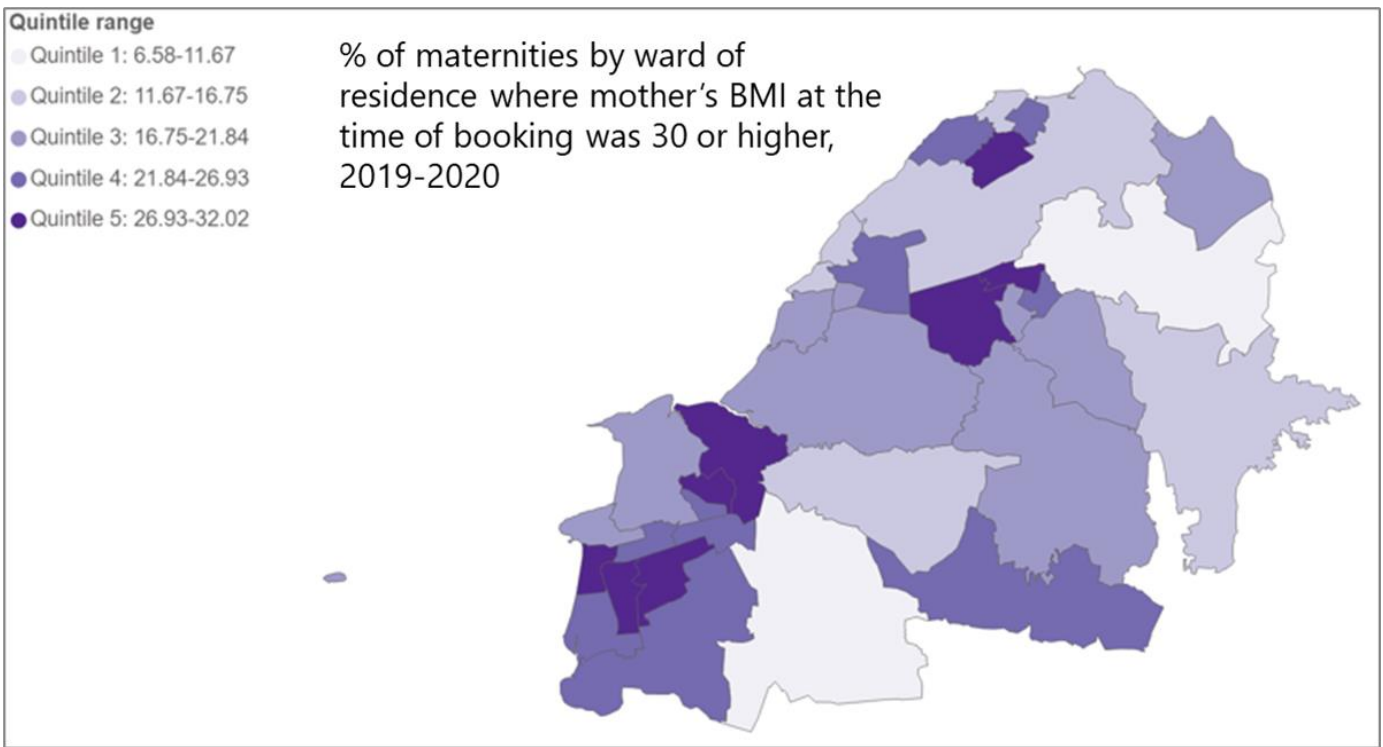 Quintile range
Quintile 1: 6.58-11.67
Quintile 2: 11.67-16.75
Quintile 3: 16.75-21.84
Quintile 4: 21.84-26.93
Quintile 5: 26.93-32.02
% of maternities by ward of
residence where mother’s BMI at the
time of booking was 30 or higher,
2019-2020